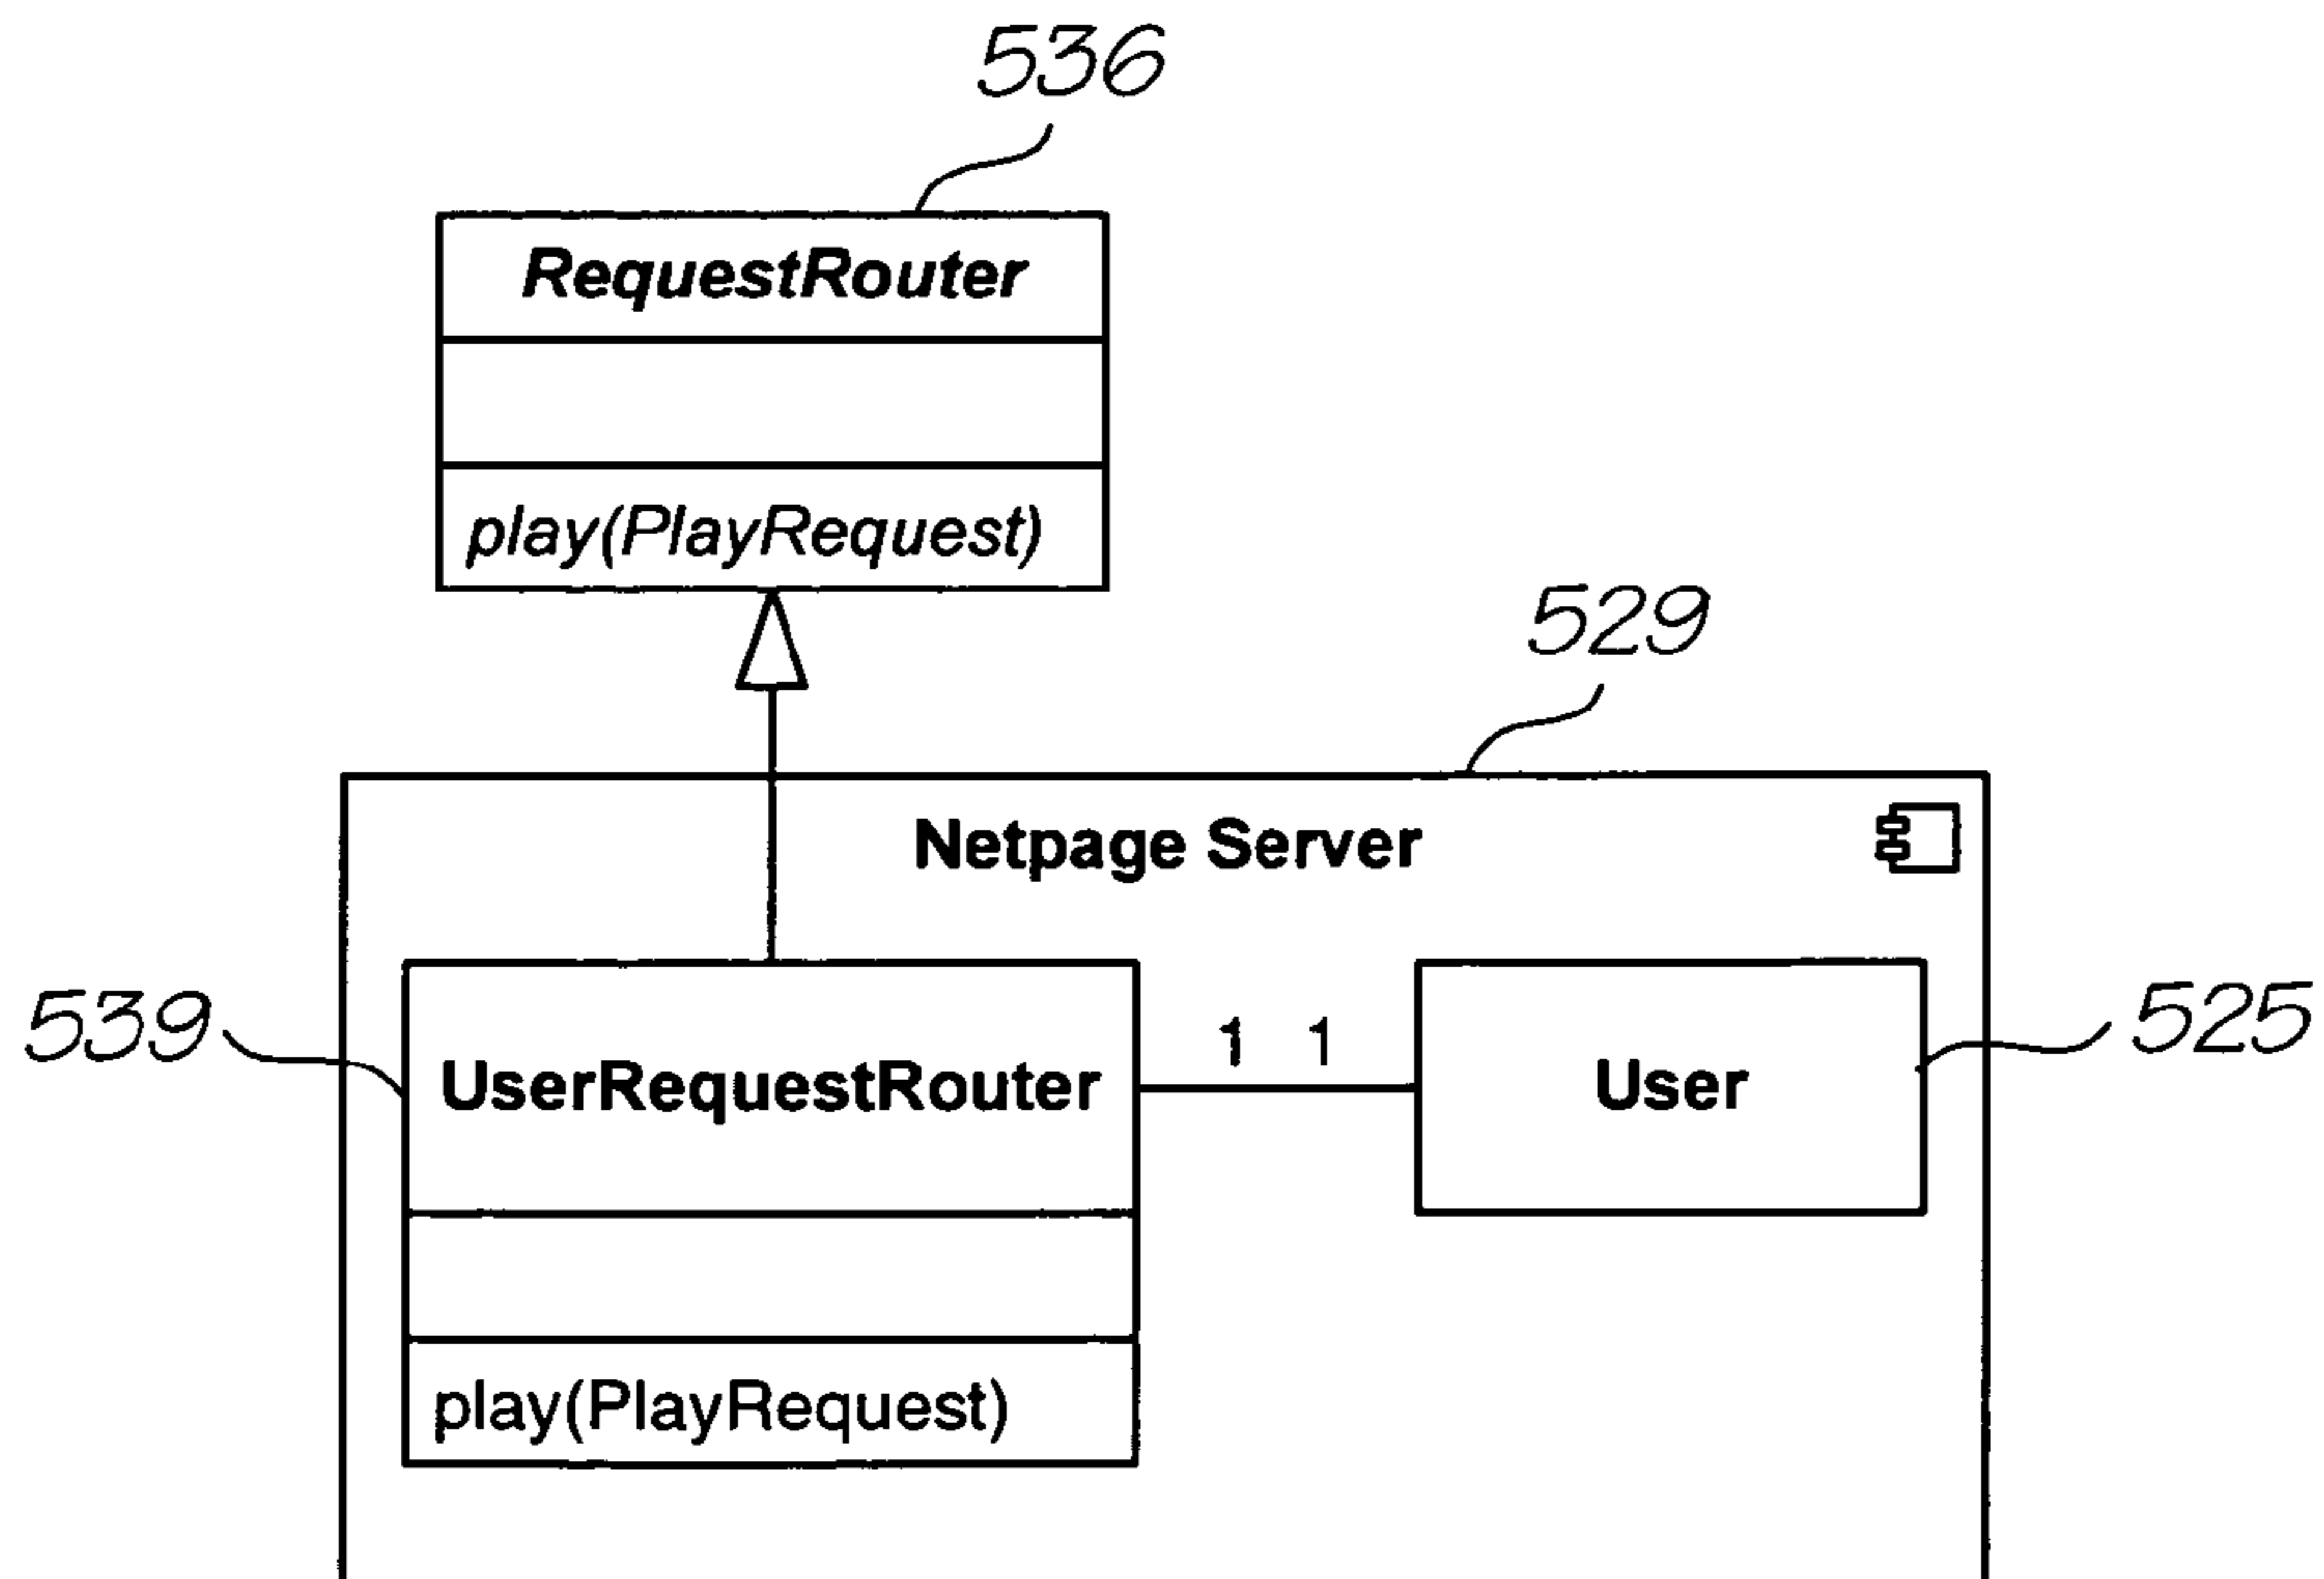 536
RequestRouter
play(PlayRequest)
529
Netpage Server
539
UserRequestRouter
1 1
User
525
play(PlayRequest)